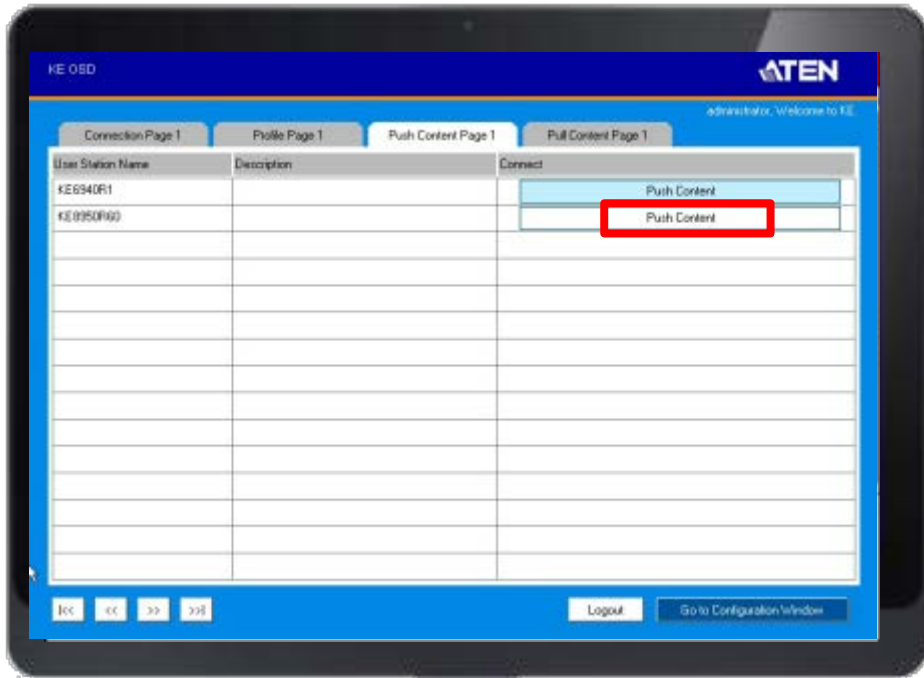 KE OSD
ATEN
administrator, Welcome to KE
Connection Page 1
Profile Page 1
Push Content Page 1
Pull Content Page 1
User Station Name
Description
Connect
KE6940R1
Push Content
KE8950R60
Push Content
|<<
<<
>>
>>|
Logout
Go to Configuration Window